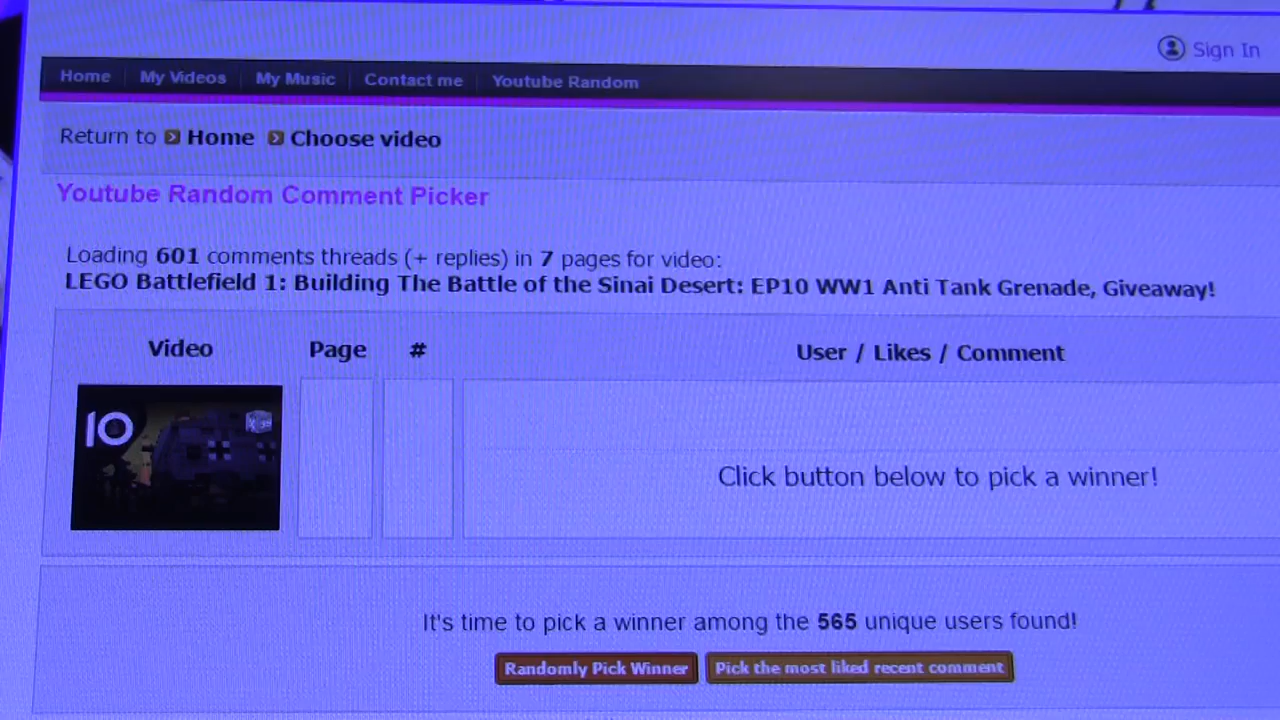 Sign In
Home My Videos My Music Contact me Youtube Random
Return to Home Choose video
Youtube Random Comment Picker
Loading 601 comments threads (+ replies) in 7 pages for video:
LEGO Battlefield 1: Building The Battle of the Sinai Desert: EP10 WW1 Anti Tank Grenade, Giveaway!
Video Page # User / Likes / Comment
10
Click button below to pick a winner!
It's time to pick a winner among the 565 unique users found!
Randomly Pick Winner Pick the most liked recent comment